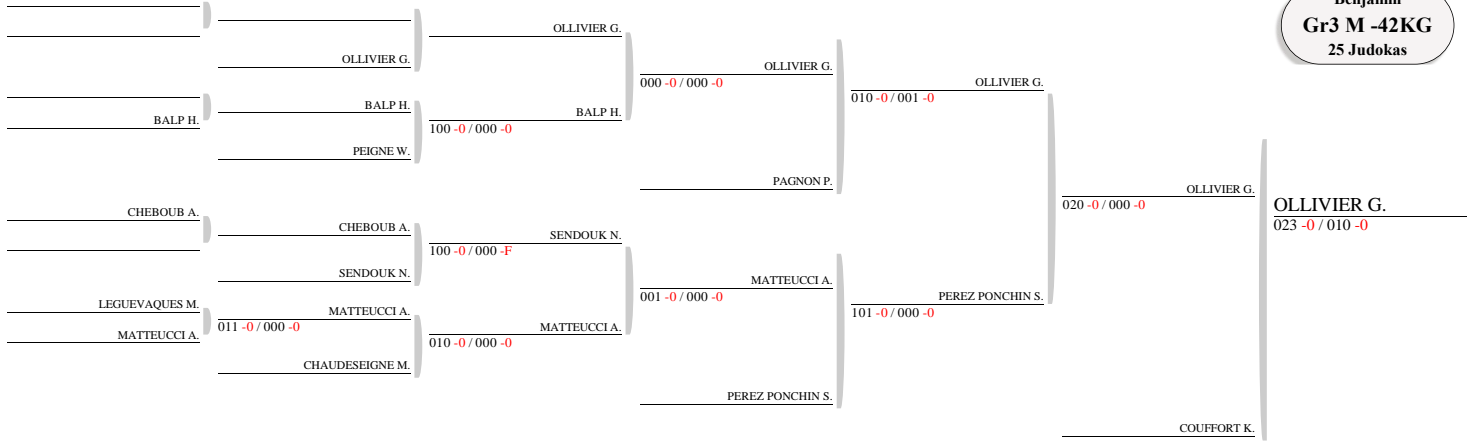 Benjamin
Gr3 M -42KG
25 Judokas
BALP H.
CHEBOUB A.
LEGUEVAQUES M.
MATTEUCCI A.
OLLIVIER G.
BALP H.
PEIGNE W.
CHEBOUB A.
SENDOUK N.
MATTEUCCI A.
011 -0 / 000 -0
CHAUDESEIGNE M.
OLLIVIER G.
BALP H.
100 -0 / 000 -0
SENDOUK N.
100 -0 / 000 -F
MATTEUCCI A.
010 -0 / 000 -0
OLLIVIER G.
000 -0 / 000 -0
PAGNON P.
MATTEUCCI A.
001 -0 / 000 -0
PEREZ PONCHIN S.
OLLIVIER G.
010 -0 / 001 -0
PEREZ PONCHIN S.
101 -0 / 000 -0
OLLIVIER G.
020 -0 / 000 -0
COUFFORT K.
OLLIVIER G.
023 -0 / 010 -0